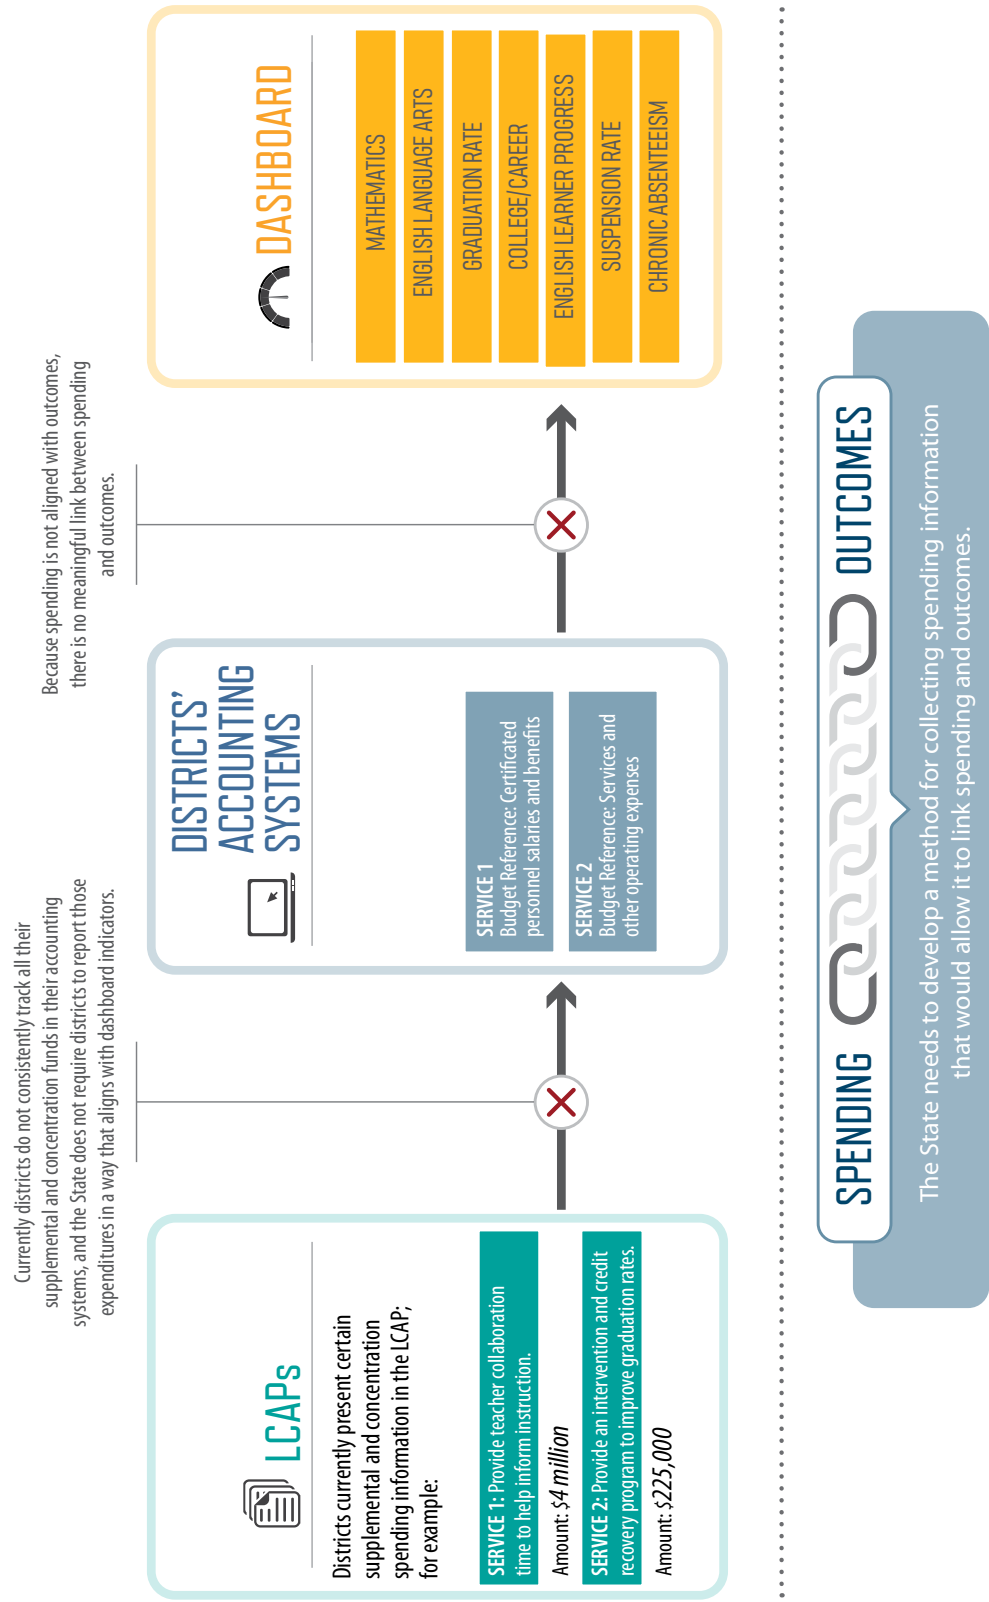 Currently districts do not consistently track all their
supplemental and concentration funds in their accounting
systems, and the State does not require districts to report those
expenditures in a way that aligns with dashboard indicators.
Because spending is not aligned with outcomes,
there is no meaningful link between spending
and outcomes.
LCAPs
Districts currently present certain
supplemental and concentration
spending information in the LCAP;
for example:
SERVICE 1: Provide teacher collaboration
time to help inform instruction.
Amount: $4 million
SERVICE 2: Provide an intervention and credit
recovery program to improve graduation rates.
Amount: $225,000
DISTRICTS'
ACCOUNTING
SYSTEMS
SERVICE 1
Budget Reference: Certificated
personnel salaries and benefits
SERVICE 2
Budget Reference: Services and
other operating expenses
DASHBOARD
MATHEMATICS
ENGLISH LANGUAGE ARTS
GRADUATION RATE
COLLEGE/CAREER
ENGLISH LEARNER PROGRESS
SUSPENSION RATE
CHRONIC ABSENTEEISM
SPENDING OUTCOMES
The State needs to develop a method for collecting spending information
that would allow it to link spending and outcomes.